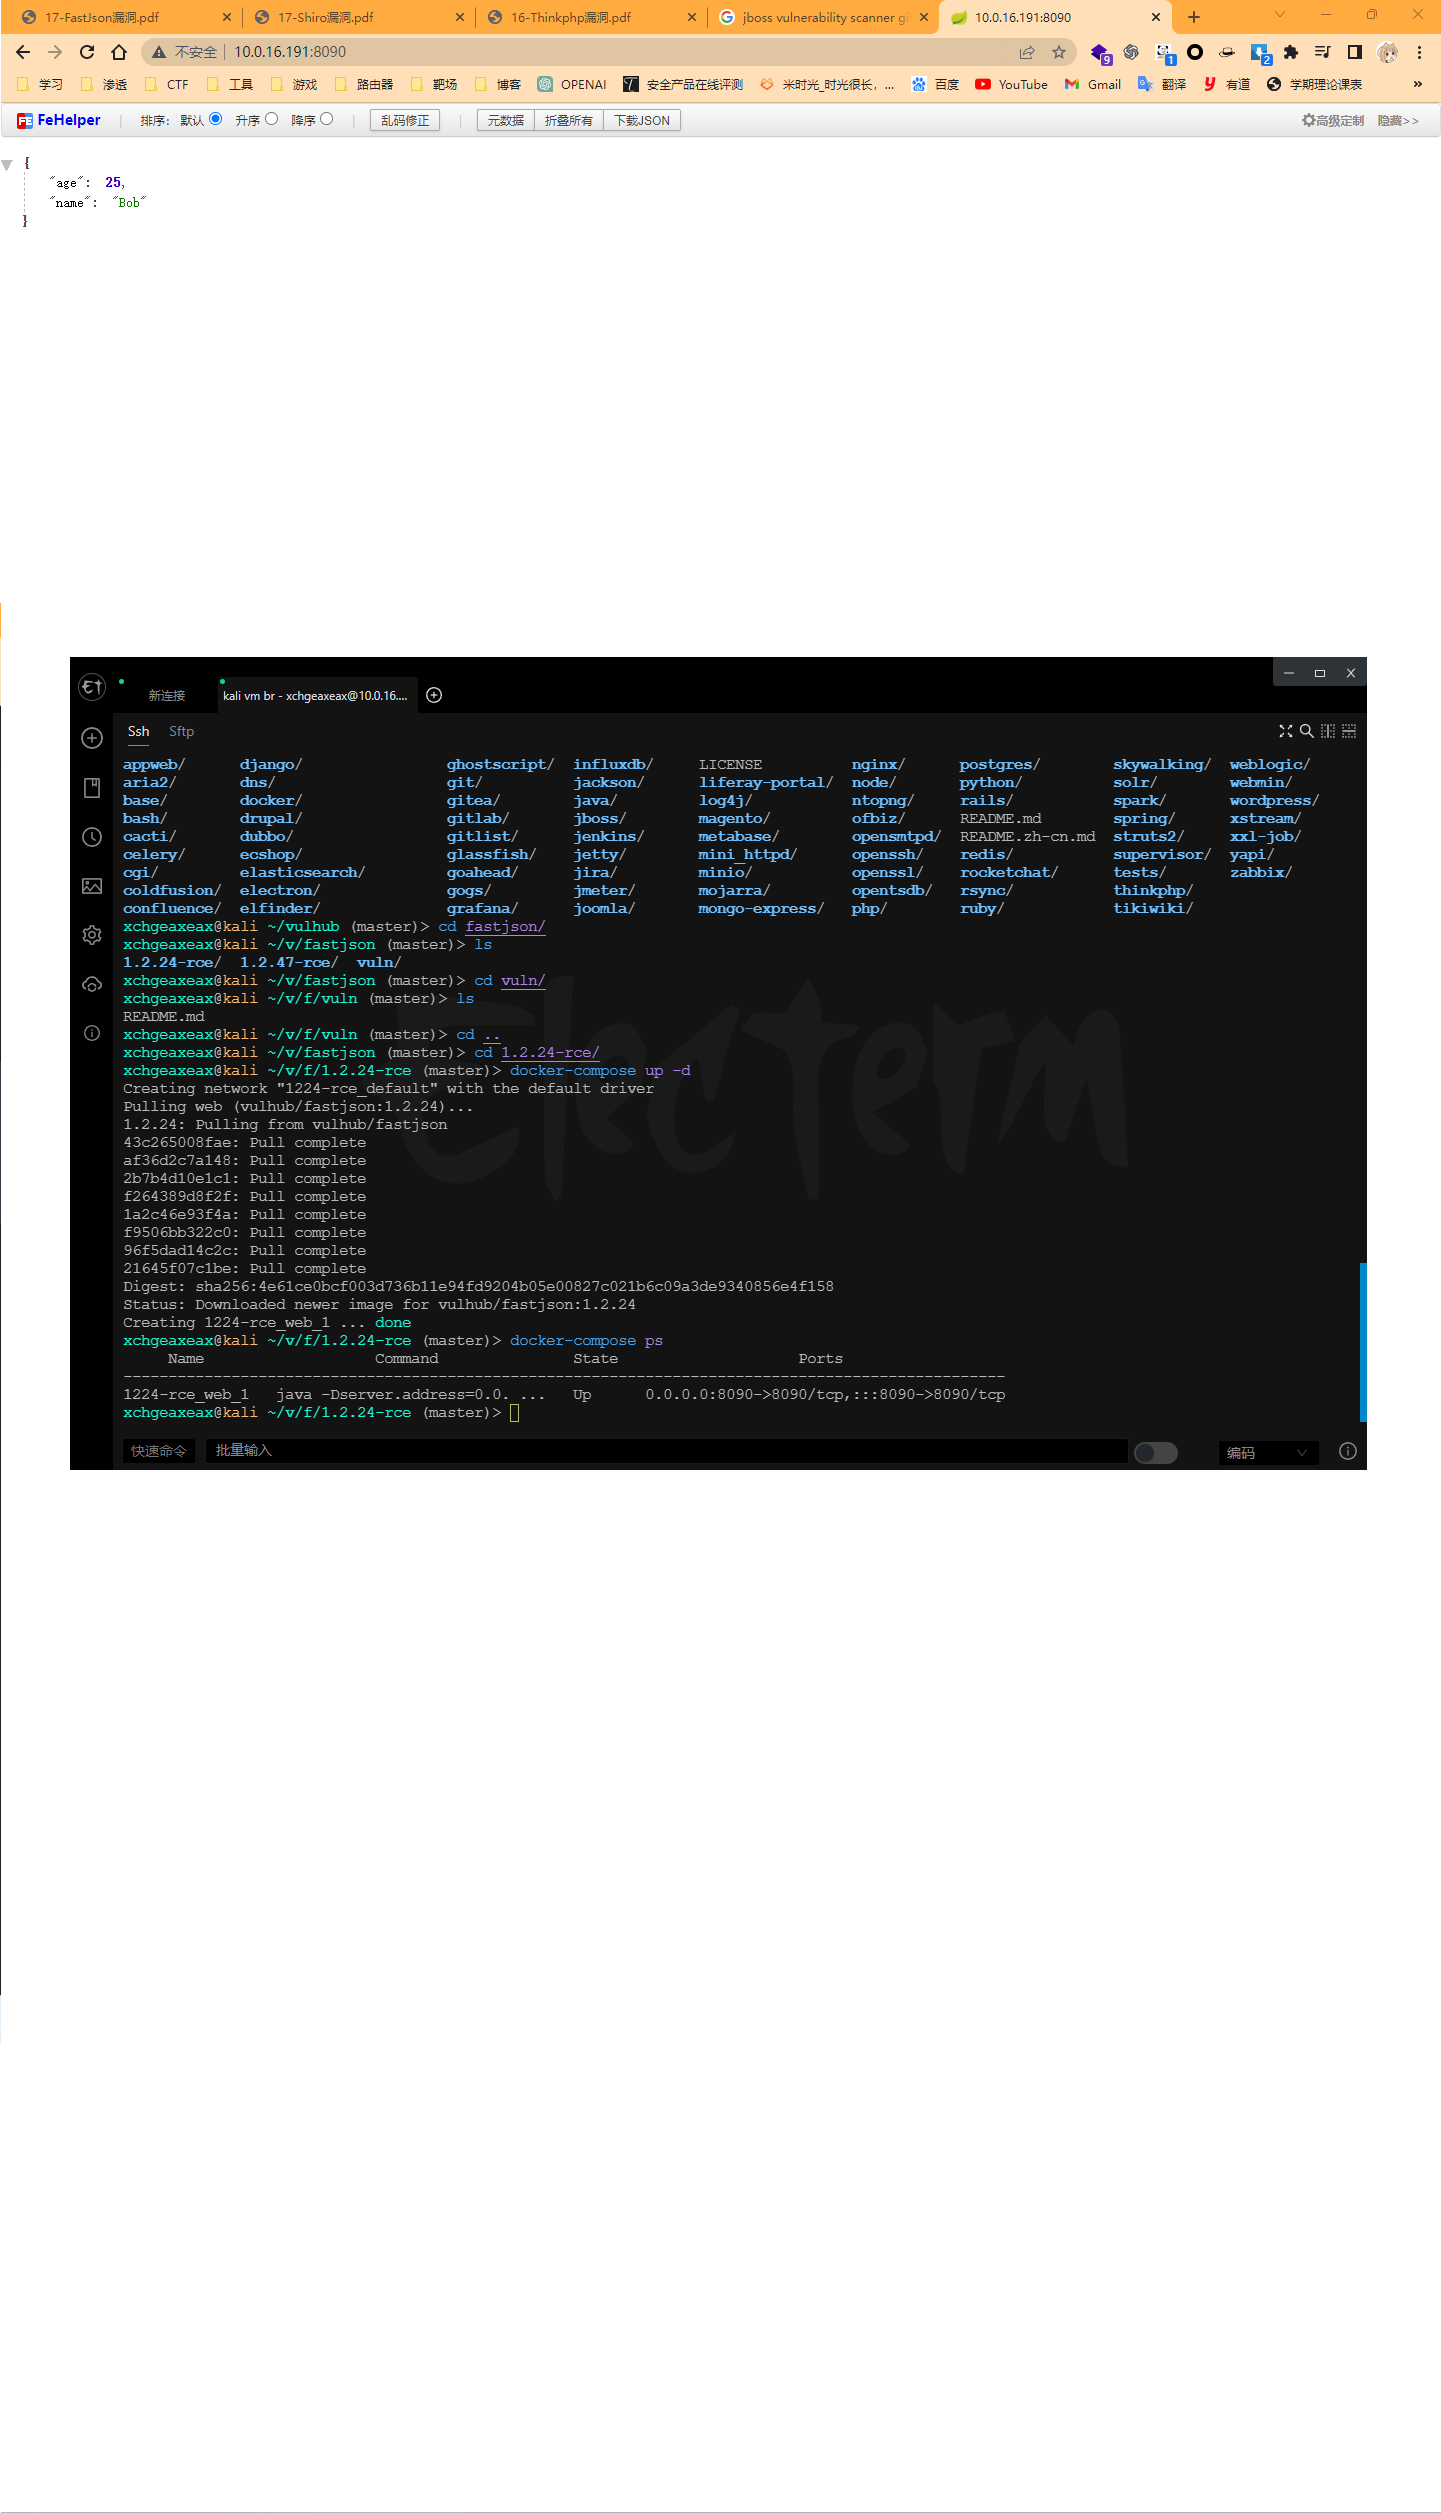 17-FastJson漏洞.pdf 17-Shiro漏洞.pdf 16-Thinkphp漏洞.pdf jboss vulnerability scanner gi 10.0.16.191:8090
不安全 10.0.16.191:8090 9 1 2
学习 渗透 CTF 工具 游戏 路由器 靶场 博客 OPENAI 安全产品在线评测 米时光_时光很长，... 百度 YouTube Gmail 翻译 有道 学期理论课表 »
FeHelper 排序: 默认 升序 降序 乱码修正 元数据 折叠所有 下载JSON 高级定制 隐藏>>
{
"age": 25,
"name": "Bob"
}
新连接 kali vm br - xchgeaxeax@10.0.16....
Ssh Sftp
appweb/ django/ ghostscript/ influxdb/ LICENSE nginx/ postgres/ skywalking/ weblogic/
aria2/ dns/ git/ jackson/ liferay-portal/ node/ python/ solr/ webmin/
base/ docker/ gitea/ java/ log4j/ ntopng/ rails/ spark/ wordpress/
bash/ drupal/ gitlab/ jboss/ magento/ ofbiz/ README.md spring/ xstream/
cacti/ dubbo/ gitlist/ jenkins/ metabase/ opensmtpd/ README.zh-cn.md struts2/ xxl-job/
celery/ ecshop/ glassfish/ jetty/ mini_httpd/ openssh/ redis/ supervisor/ yapi/
cgi/ elasticsearch/ goahead/ jira/ minio/ openssl/ rocketchat/ tests/ zabbix/
coldfusion/ electron/ gogs/ jmeter/ mojarra/ opentsdb/ rsync/ thinkphp/
confluence/ elfinder/ grafana/ joomla/ mongo-express/ php/ ruby/ tikiwiki/
xchgeaxeax@kali ~/vulhub (master)> cd fastjson/
xchgeaxeax@kali ~/v/fastjson (master)> ls
1.2.24-rce/ 1.2.47-rce/ vuln/
xchgeaxeax@kali ~/v/fastjson (master)> cd vuln/
xchgeaxeax@kali ~/v/f/vuln (master)> ls
README.md
xchgeaxeax@kali ~/v/f/vuln (master)> cd ..
xchgeaxeax@kali ~/v/fastjson (master)> cd 1.2.24-rce/
xchgeaxeax@kali ~/v/f/1.2.24-rce (master)> docker-compose up -d
Creating network "1224-rce_default" with the default driver
Pulling web (vulhub/fastjson:1.2.24)...
1.2.24: Pulling from vulhub/fastjson
43c265008fae: Pull complete
af36d2c7a148: Pull complete
2b7b4d10e1c1: Pull complete
f264389d8f2f: Pull complete
1a2c46e93f4a: Pull complete
f9506bb322c0: Pull complete
96f5dad14c2c: Pull complete
21645f07c1be: Pull complete
Digest: sha256:4e61ce0bcf003d736b11e94fd9204b05e00827c021b6c09a3de9340856e4f158
Status: Downloaded newer image for vulhub/fastjson:1.2.24
Creating 1224-rce_web_1 ... done
xchgeaxeax@kali ~/v/f/1.2.24-rce (master)> docker-compose ps
Name Command State Ports
--------------------------------------------------------------------------------------------------
1224-rce_web_1 java -Dserver.address=0.0. ... Up 0.0.0.0:8090->8090/tcp,:::8090->8090/tcp
xchgeaxeax@kali ~/v/f/1.2.24-rce (master)>
Electerm
快速命令 批量输入 编码